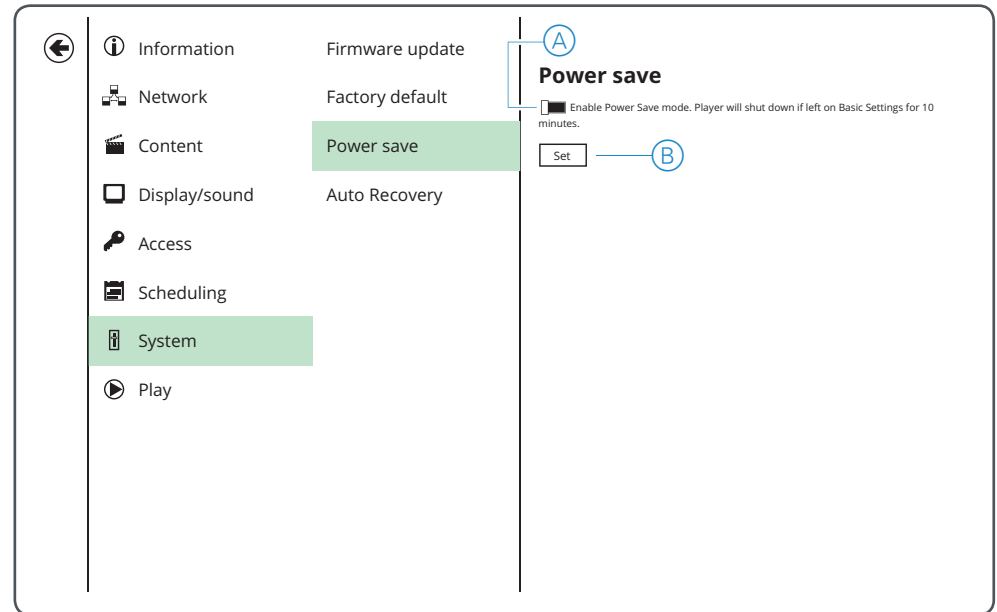 Information
Network
Content
Display/sound
Access
Scheduling
System
Play
Firmware update
Factory default
Power save
Auto Recovery
A
Power save
Enable Power Save mode. Player will shut down if left on Basic Settings for 10
minutes.
Set
B